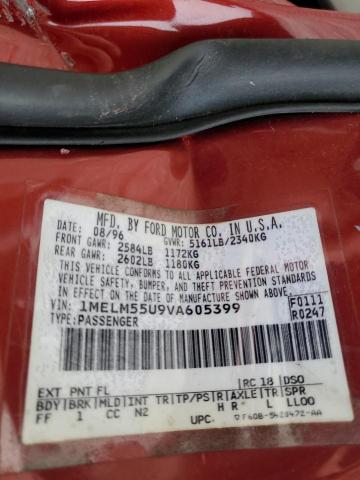 MFD. BY FORD MOTOR CO. IN U.S.A.
DATE: 08/96 GVWR: 5161LB/2340KG
FRONT GAWR: 2584LB 1172KG
REAR GAWR: 2602LB 1180KG
THIS VEHICLE CONFORMS TO ALL APPLICABLE FEDERAL MOTOR
VEHICLE SAFETY, BUMPER, AND THEFT PREVENTION STANDARDS
IN EFFECT ON THE DATE OF MANUFACTURE SHOWN ABOVE
VIN: 1MELM55U9VA605399 F0111
TYPE: PASSENGER R0247
EXT PNT FL RC 18 DSO
BDY BRK MLD INT TR TP/PS R AXLE TR SPR
FF 1 CC N2 H R L LL00
UPC